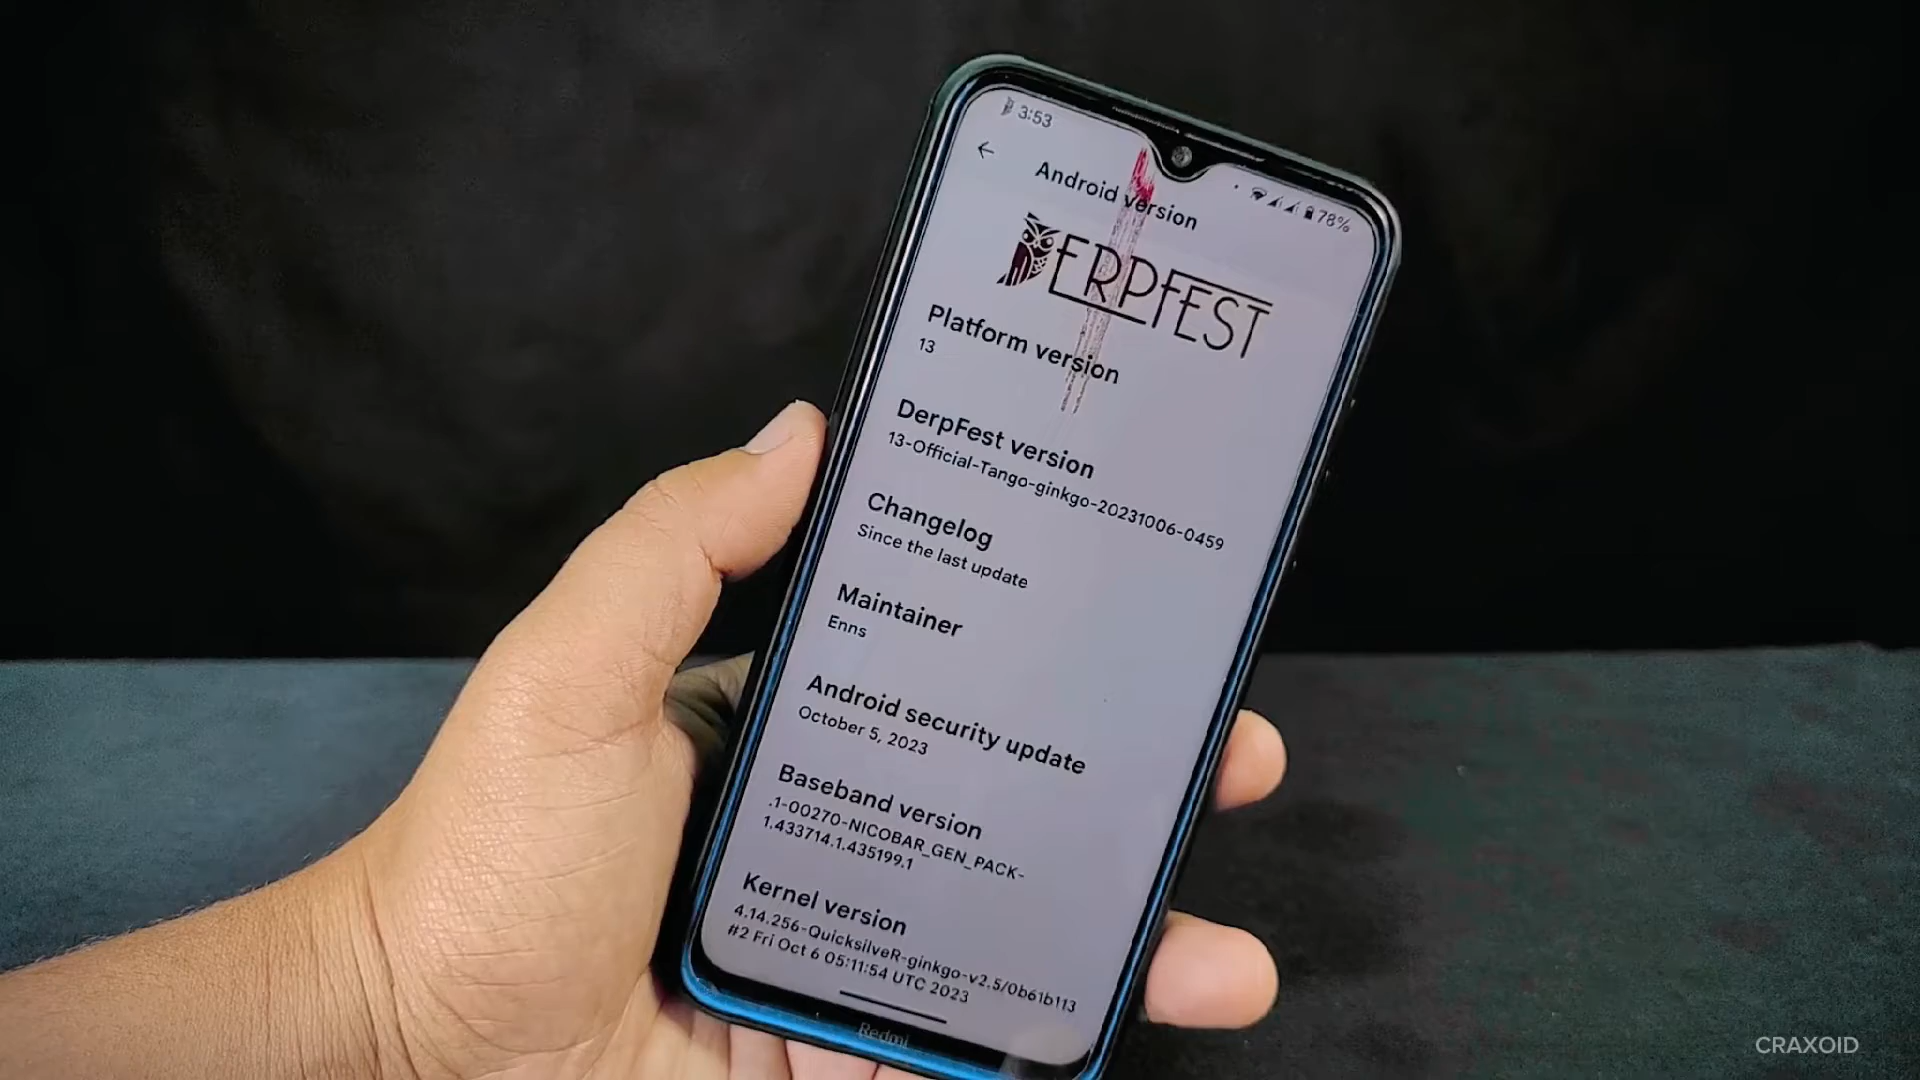 3:53
78%
Android version
DERPFEST
Platform version
13
DerpFest version
13-Official-Tango-ginkgo-20231006-0459
Changelog
Since the last update
Maintainer
Enns
Android security update
October 5, 2023
Baseband version
.1-00270-NICOBAR_GEN_PACK-
1.433714.1.435199.1
Kernel version
4.14.256-QuicksilveR-ginkgo-v2.5/0b61b113
#2 Fri Oct 6 05:11:54 UTC 2023
Redmi
CRAXOID